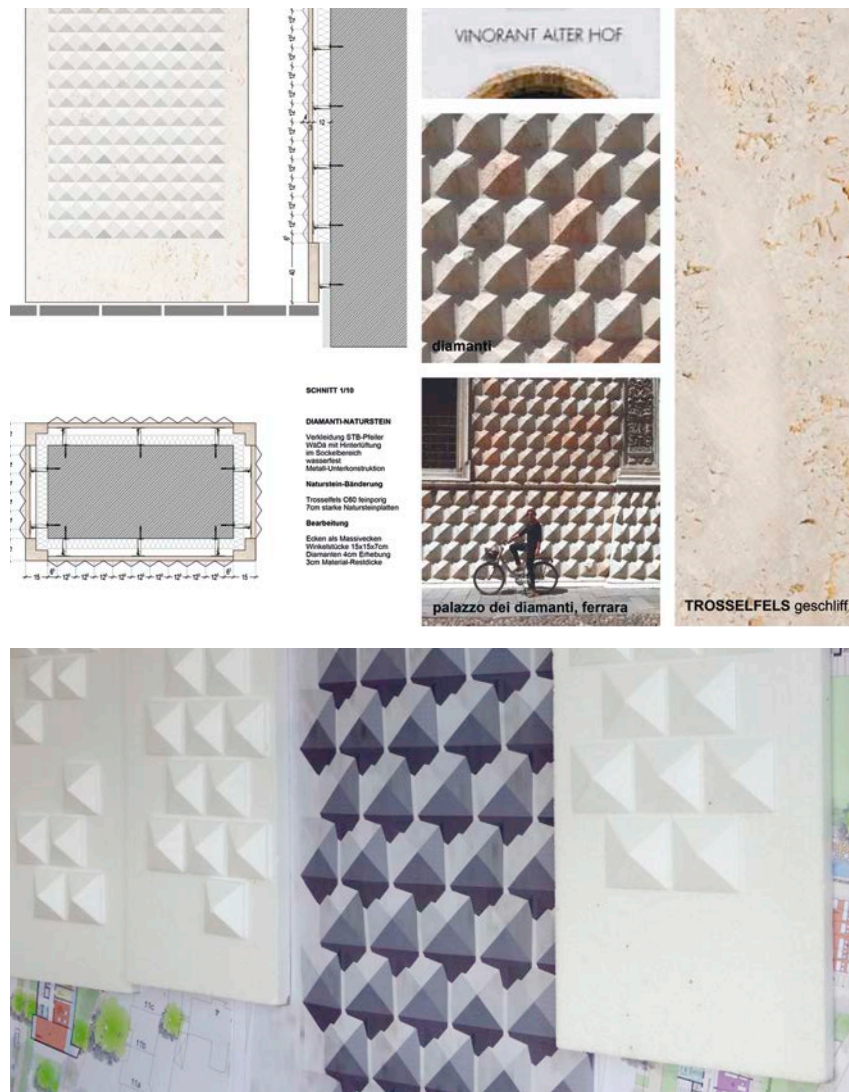 VINORANT ALTER HOF
diamanti
SCHNITT 1/10
DIAMANTI-NATURSTEIN
Verkleidung STB-Pfeiler
WäDä mit Hinterlüftung
im Sockelbereich
wasserfest
Metall-Unterkonstruktion
Naturstein-Bänderung
Trosselfels C60 feinporig
7cm starke Natursteinplatten
Bearbeitung
Ecken als Massivecken
Winkelstücke 15x15x7cm
Diamanten 4cm Erhebung
3cm Material-Restdicke
palazzo dei diamanti, ferrara
TROSSELFELS geschliff